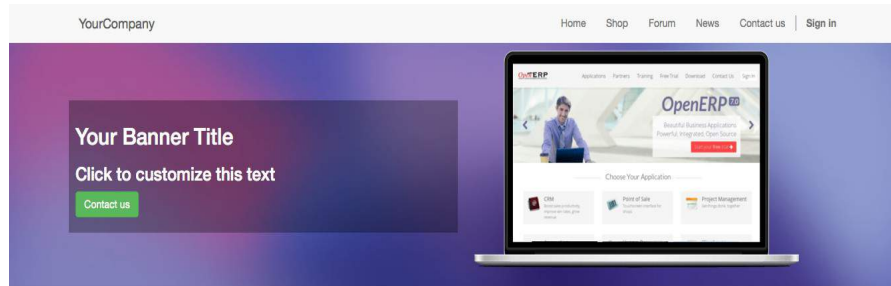 YourCompany
Home Shop Forum News Contact us Sign in
Your Banner Title
Click to customize this text
Contact us
OpenERP
Applications Partners Training Free Trial Download Contact Us Sign In
OpenERP 7.0
Beautiful Business Applications
Powerful, Integrated, Open Source
Choose Your Application
CRM
Point of Sale
Project Management